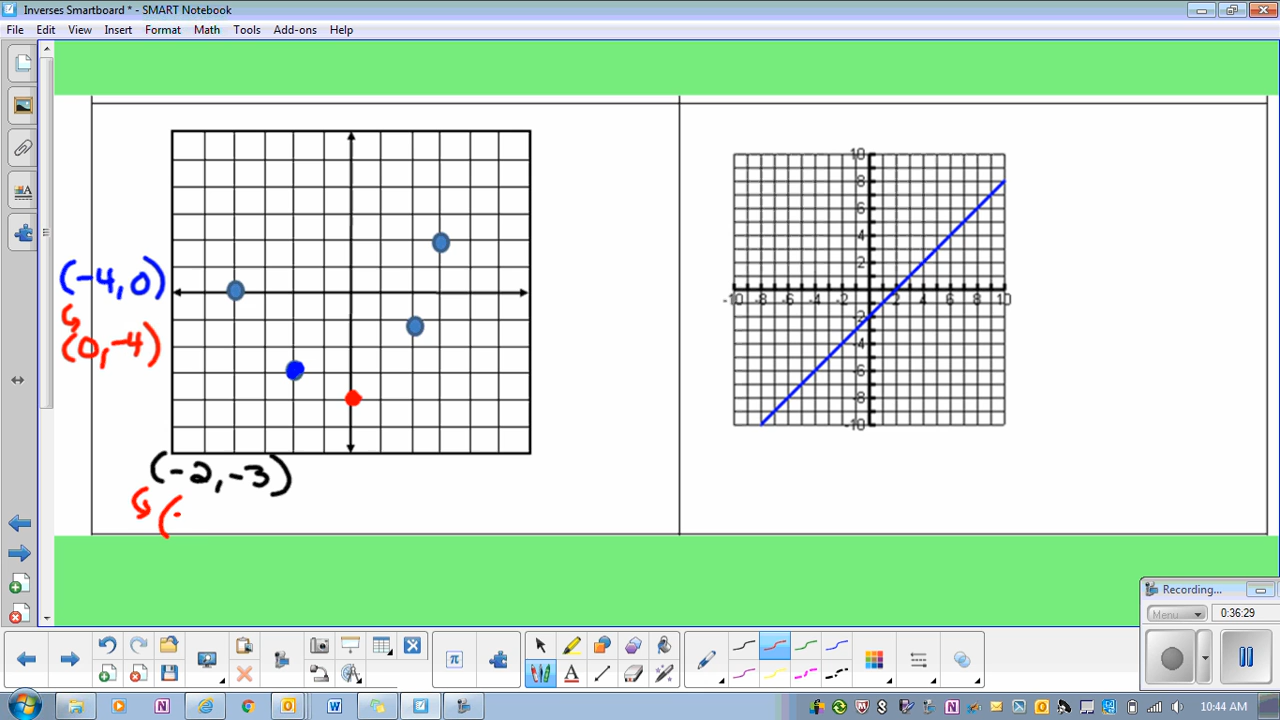 Inverses Smartboard * - SMART Notebook
File Edit View Insert Format Math Tools Add-ons Help
(-4,0)
(0,-4)
(-2,-3)
(-
10
8
6
4
2
-10 -8 -6 -4 -2 0 2 4 6 8 10
-2
-4
-6
-8
-10
Recording...
Menu
0:36:29
π
A
W
N
10:44 AM